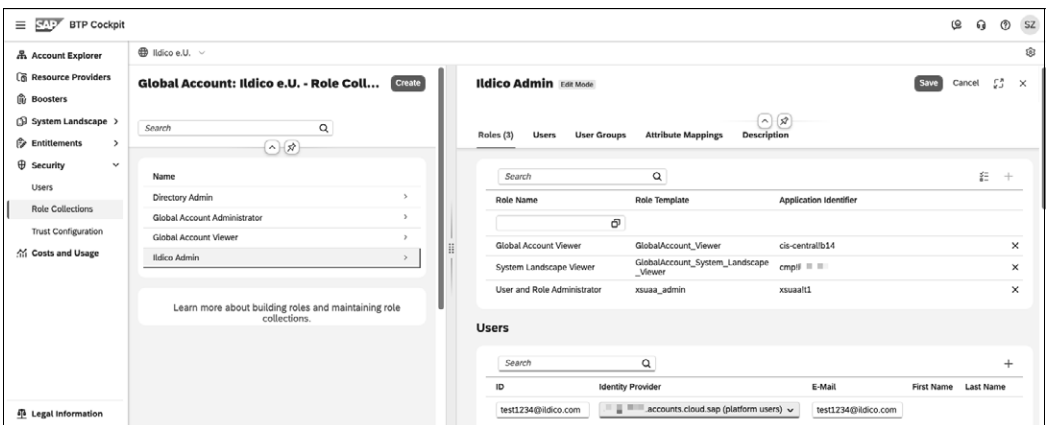 SAP BTP Cockpit
SZ
Account Explorer
Resource Providers
Boosters
System Landscape
Entitlements
Security
Users
Role Collections
Trust Configuration
Costs and Usage
Legal Information
Ildico e.U.
Global Account: Ildico e.U. - Role Coll... Create
Search
Name
Directory Admin
Global Account Administrator
Global Account Viewer
Ildico Admin
Learn more about building roles and maintaining role
collections.
Ildico Admin Edit Mode Save Cancel
Roles (3) Users User Groups Attribute Mappings Description
Search
Role Name Role Template Application Identifier
Global Account Viewer GlobalAccount_Viewer cis-central!b14
System Landscape Viewer GlobalAccount_System_Landscape
_Viewer
User and Role Administrator xsuaa_admin xsuaa!t1
Users
Search
ID Identity Provider E-Mail First Name Last Name
test1234@ildico.com .accounts.cloud.sap (platform users) test1234@ildico.com